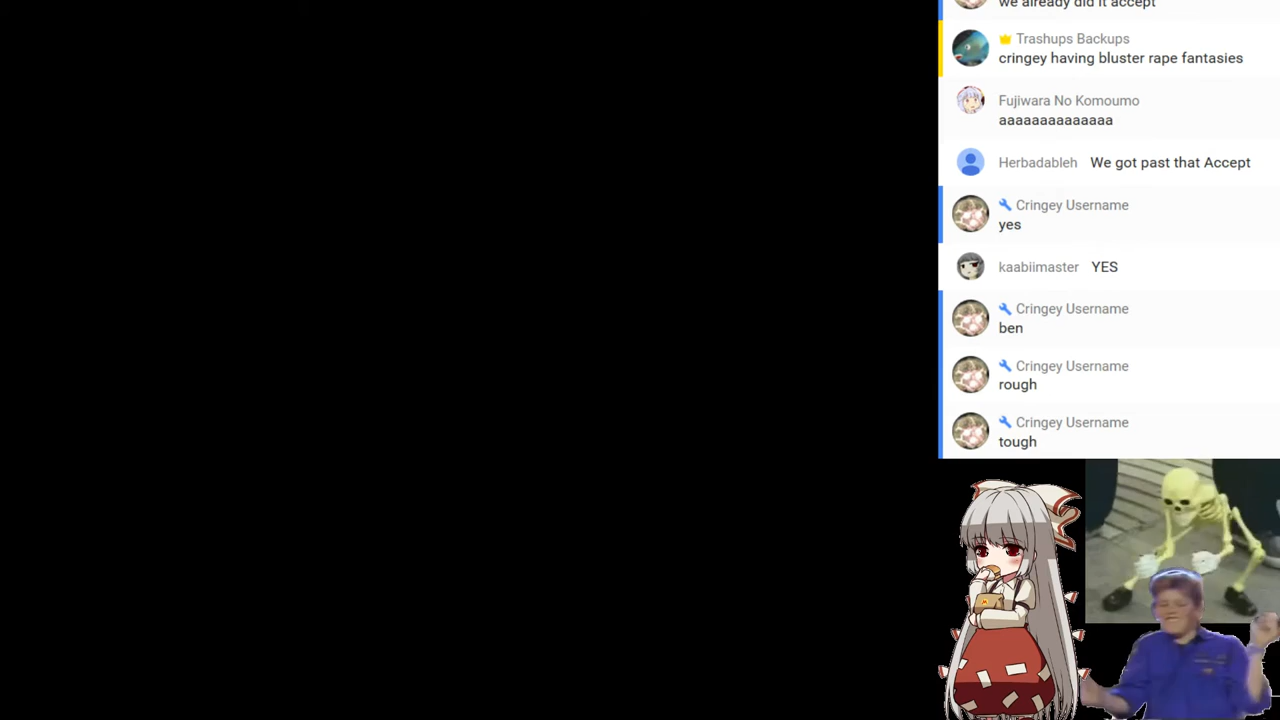 we already did it accept
Trashups Backups
cringey having bluster rape fantasies
Fujiwara No Komoumo
aaaaaaaaaaaaaa
Herbadableh We got past that Accept
Cringey Username
yes
kaabiimaster YES
Cringey Username
ben
Cringey Username
rough
Cringey Username
tough